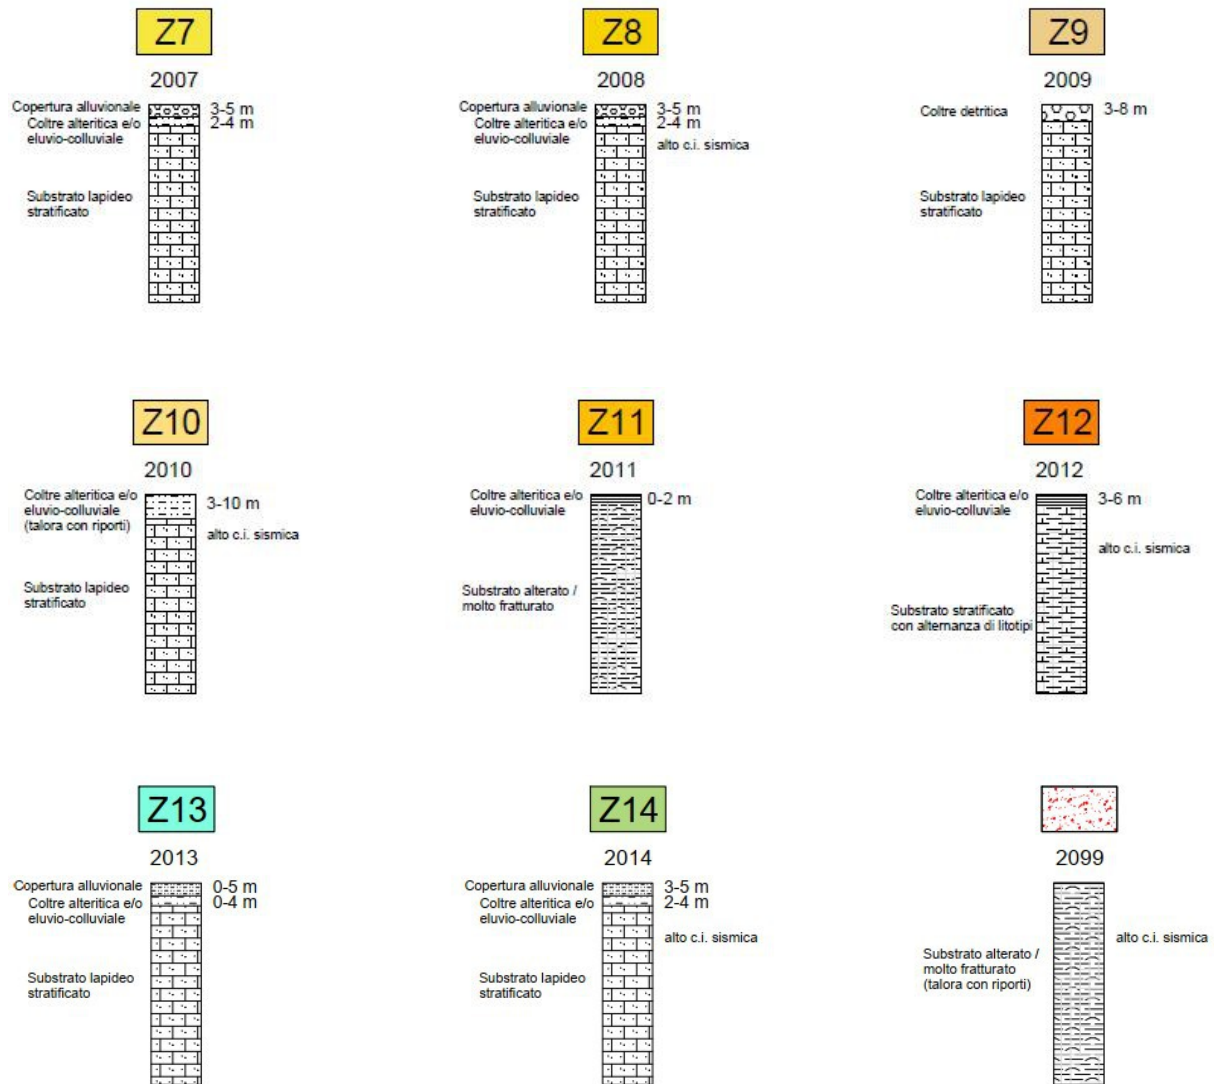 Z7
2007
Copertura alluvionale
3-5 m
Coltre alteritica e/o
2-4 m
eluvio-colluviale
Substrato lapideo
stratificato
Z8
2008
Copertura alluvionale
3-5 m
Coltre alteritica e/o
2-4 m
eluvio-colluviale
alto c.i. sismica
Substrato lapideo
stratificato
Z9
2009
Coltre detritica
3-8 m
Substrato lapideo
stratificato
Z10
2010
Coltre alteritica e/o
eluvio-colluviale
(talora con riporti)
3-10 m
alto c.i. sismica
Substrato lapideo
stratificato
Z11
2011
Coltre alteritica e/o
eluvio-colluviale
0-2 m
Substrato alterato /
molto fratturato
Z12
2012
Coltre alteritica e/o
eluvio-colluviale
3-6 m
alto c.i. sismica
Substrato stratificato
con alternanza di litotipi
Z13
2013
Copertura alluvionale
0-5 m
Coltre alteritica e/o
0-4 m
eluvio-colluviale
Substrato lapideo
stratificato
Z14
2014
Copertura alluvionale
3-5 m
Coltre alteritica e/o
2-4 m
eluvio-colluviale
alto c.i. sismica
Substrato lapideo
stratificato
2099
alto c.i. sismica
Substrato alterato /
molto fratturato
(talora con riporti)